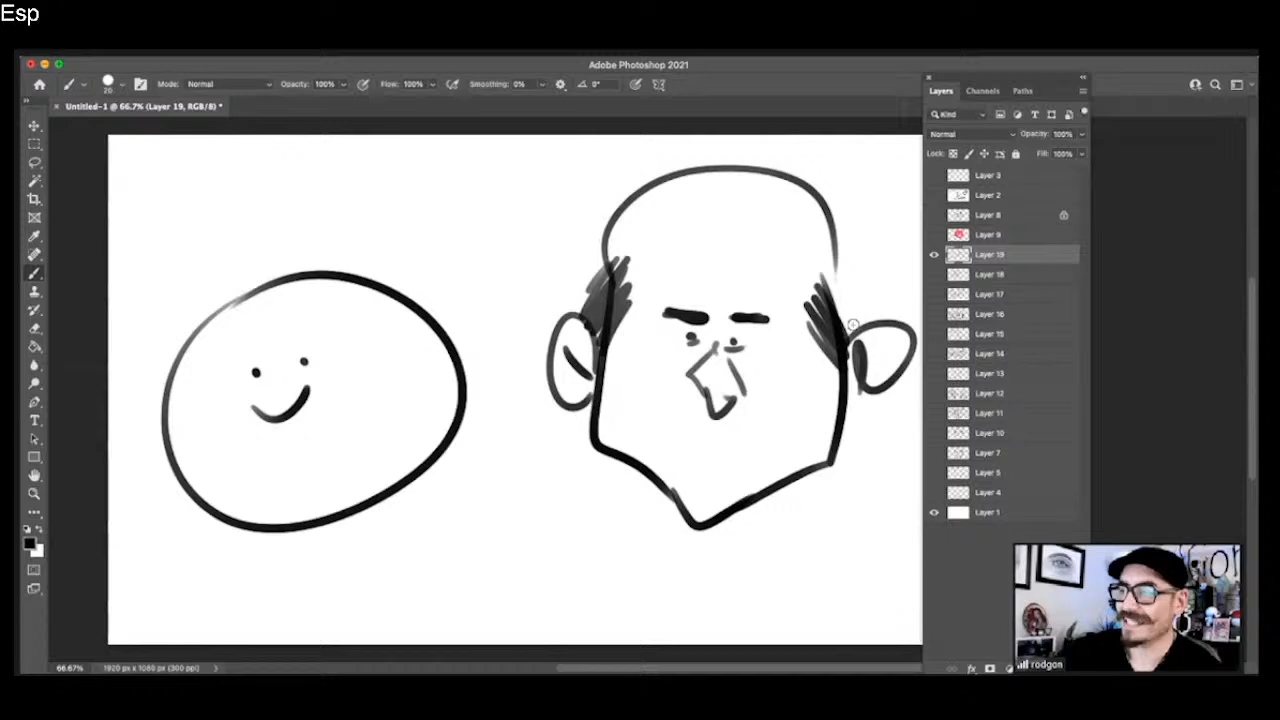 Esp
Adobe Photoshop 2021
20 Mode: Normal Opacity: 100% Flow: 100% Smoothing: 0% 0°
Untitled-1 @ 66.7% (Layer 19, RGB/8) *
Layers Channels Paths
Kind
Normal Opacity: 100%
Lock: Fill: 100%
Layer 3
Layer 2
Layer 8
Layer 9
Layer 19
Layer 18
Layer 17
Layer 16
Layer 15
Layer 14
Layer 13
Layer 12
Layer 11
Layer 10
Layer 7
Layer 5
Layer 4
Layer 1
66.67% 1920 px x 1080 px (300 ppi)
fx
rodgon